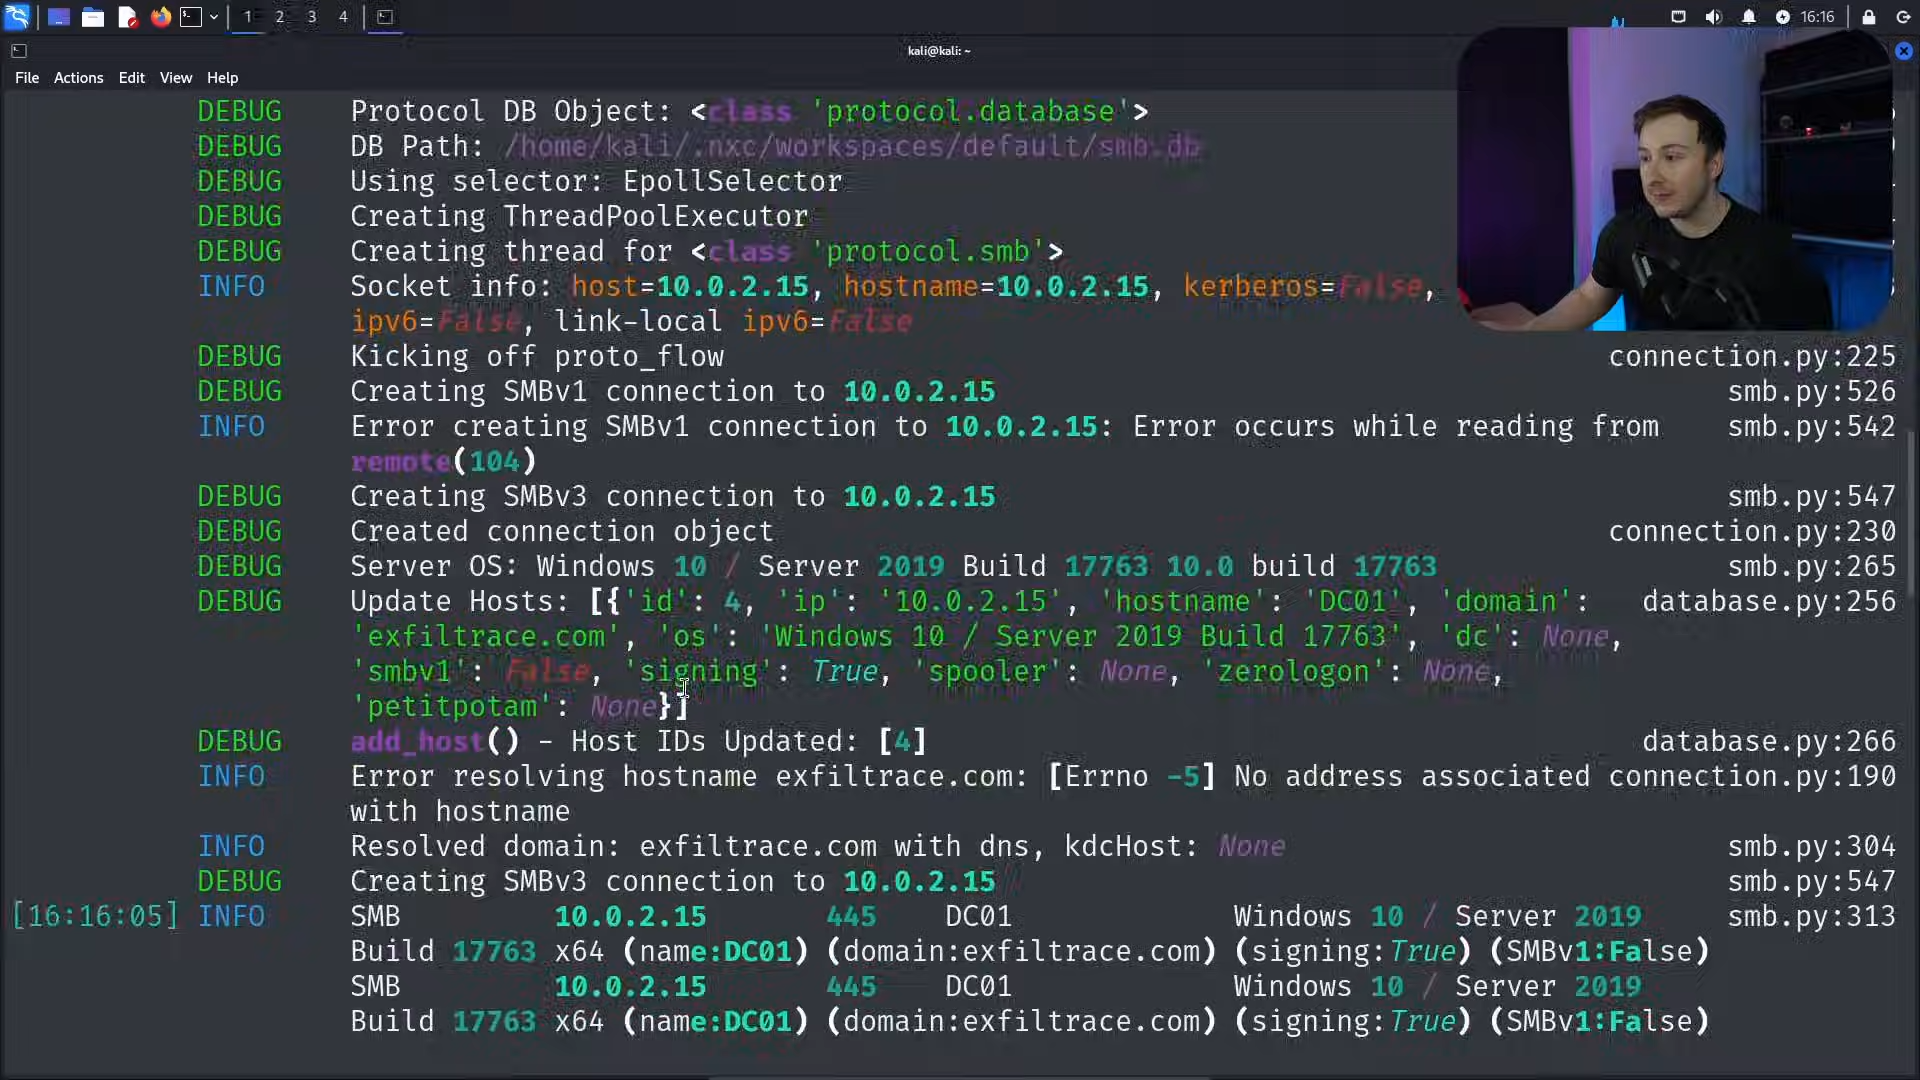 1 2 3 4 16:16
kali@kali: ~
File Actions Edit View Help
DEBUG Protocol DB Object: <class 'protocol.database'>
DEBUG DB Path: /home/kali/.nxc/workspaces/default/smb.db
DEBUG Using selector: EpollSelector
DEBUG Creating ThreadPoolExecutor
DEBUG Creating thread for <class 'protocol.smb'>
INFO Socket info: host=10.0.2.15, hostname=10.0.2.15, kerberos=False,
ipv6=False, link-local ipv6=False
DEBUG Kicking off proto_flow connection.py:225
DEBUG Creating SMBv1 connection to 10.0.2.15 smb.py:526
INFO Error creating SMBv1 connection to 10.0.2.15: Error occurs while reading from smb.py:542
remote(104)
DEBUG Creating SMBv3 connection to 10.0.2.15 smb.py:547
DEBUG Created connection object connection.py:230
DEBUG Server OS: Windows 10 / Server 2019 Build 17763 10.0 build 17763 smb.py:265
DEBUG Update Hosts: [{'id': 4, 'ip': '10.0.2.15', 'hostname': 'DC01', 'domain': database.py:256
'exfiltrace.com', 'os': 'Windows 10 / Server 2019 Build 17763', 'dc': None,
'smbv1': False, 'signing': True, 'spooler': None, 'zerologon': None,
'petitpotam': None}]
DEBUG add_host() - Host IDs Updated: [4] database.py:266
INFO Error resolving hostname exfiltrace.com: [Errno -5] No address associated connection.py:190
with hostname
INFO Resolved domain: exfiltrace.com with dns, kdcHost: None smb.py:304
DEBUG Creating SMBv3 connection to 10.0.2.15 smb.py:547
[16:16:05] INFO SMB 10.0.2.15 445 DC01 Windows 10 / Server 2019 smb.py:313
Build 17763 x64 (name:DC01) (domain:exfiltrace.com) (signing:True) (SMBv1:False)
SMB 10.0.2.15 445 DC01 Windows 10 / Server 2019
Build 17763 x64 (name:DC01) (domain:exfiltrace.com) (signing:True) (SMBv1:False)